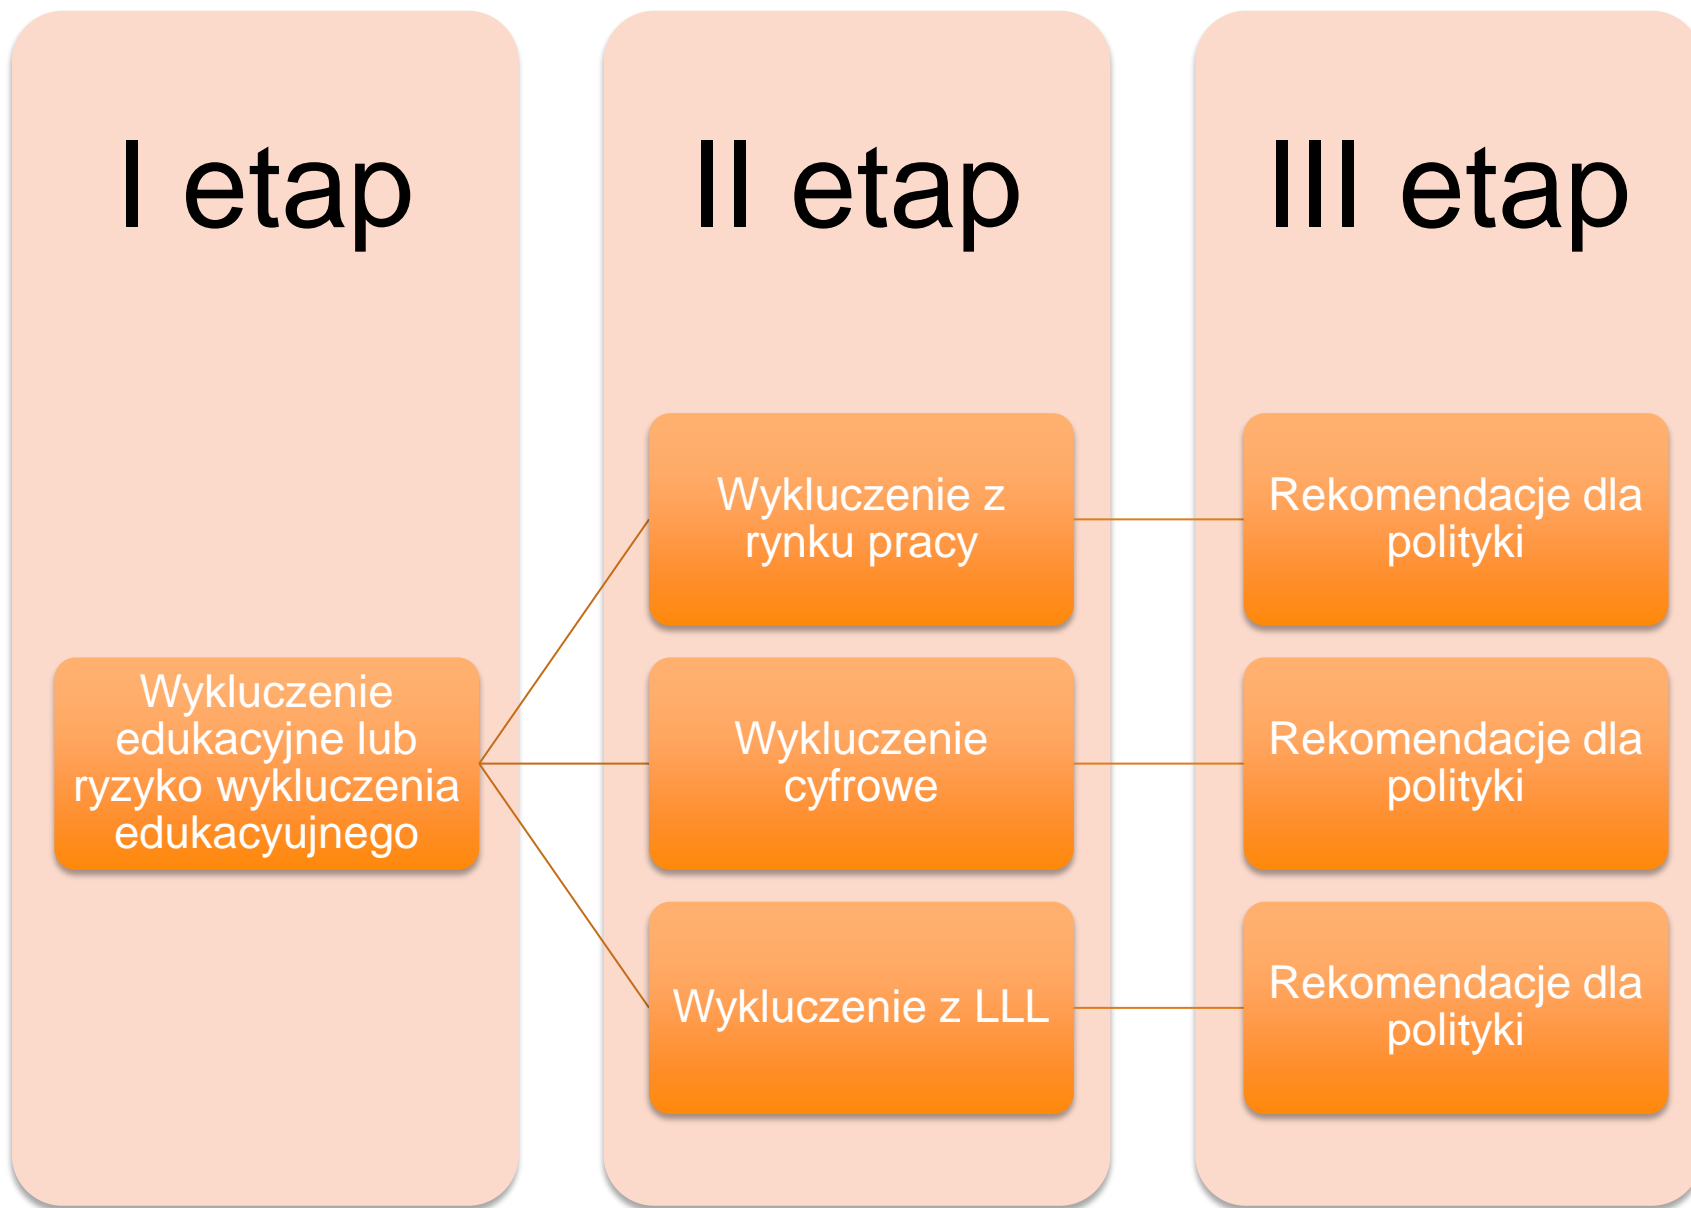 I etap
II etap
III etap
Wykluczenie
edukacyjne lub
ryzyko wykluczenia
edukacyujnego
Wykluczenie z
rynku pracy
Wykluczenie
cyfrowe
Wykluczenie z LLL
Rekomendacje dla
polityki
Rekomendacje dla
polityki
Rekomendacje dla
polityki